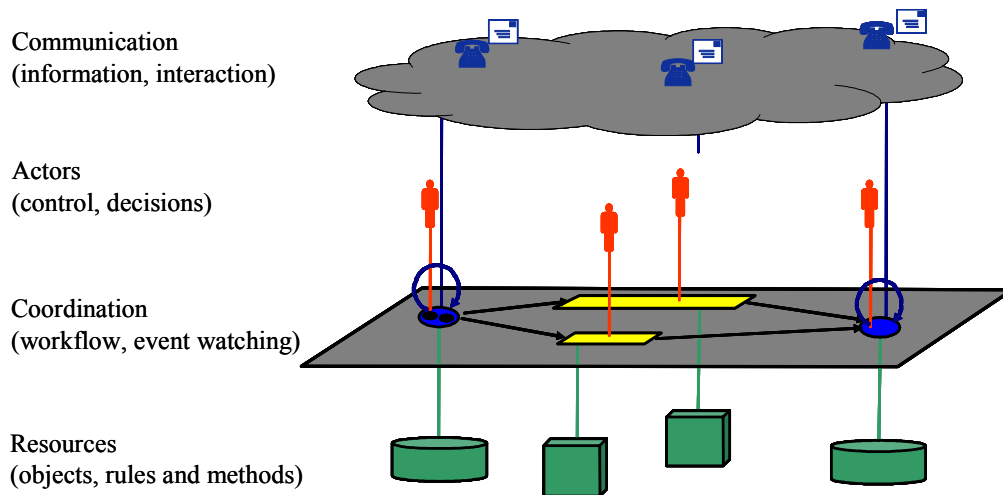 Communication
(information, interaction)
Actors
(control, decisions)
Coordination
(workflow, event watching)
Resources
(objects, rules and methods)